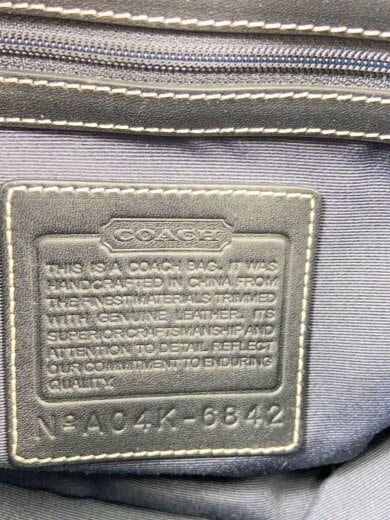 COACH
THIS IS A COACH BAG. IT WAS
HANDCRAFTED IN CHINA FROM
THE FINEST MATERIALS TRIMMED
WITH GENUINE LEATHER. ITS
SUPERIOR CRAFTSMANSHIP AND
ATTENTION TO DETAIL REFLECT
OUR COMMITMENT TO ENDURING
QUALITY.
Nº A04K-6842